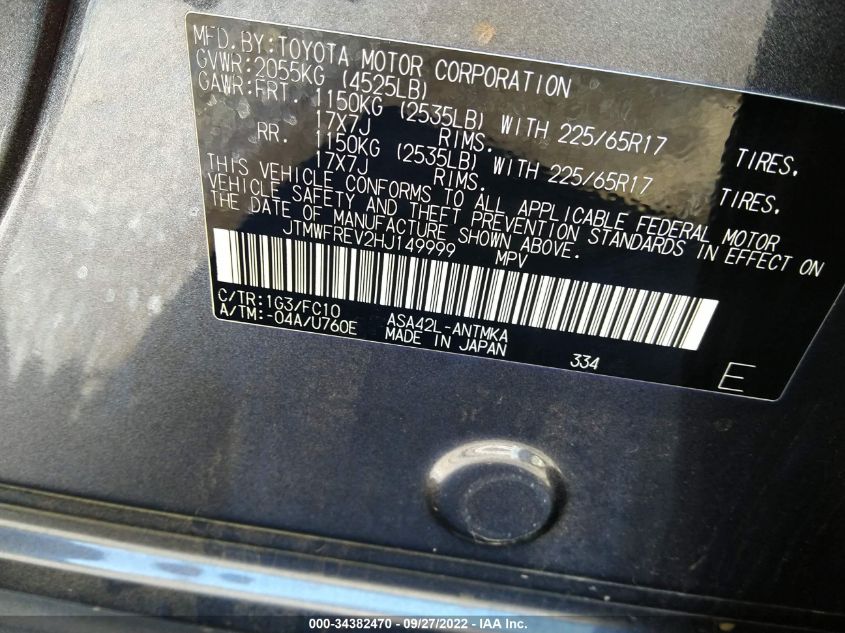 MFD.BY:TOYOTA MOTOR CORPORATION
GVWR:2055KG (4525LB)
GAWR:FRT. 1150KG (2535LB) WITH 225/65R17 TIRES.
17X7J RIMS.
RR. 1150KG (2535LB) WITH 225/65R17 TIRES.
17X7J RIMS.
THIS VEHICLE CONFORMS TO ALL APPLICABLE FEDERAL MOTOR
VEHICLE SAFETY AND THEFT PREVENTION STANDARDS IN EFFECT ON
THE DATE OF MANUFACTURE SHOWN ABOVE.
JTMWFREV2HJ149999 MPV
C/TR:1G3/FC10 ASA42L-ANTMKA
A/TM:-04A/U760E MADE IN JAPAN 334
E
000-34382470 - 09/27/2022 - IAA Inc.